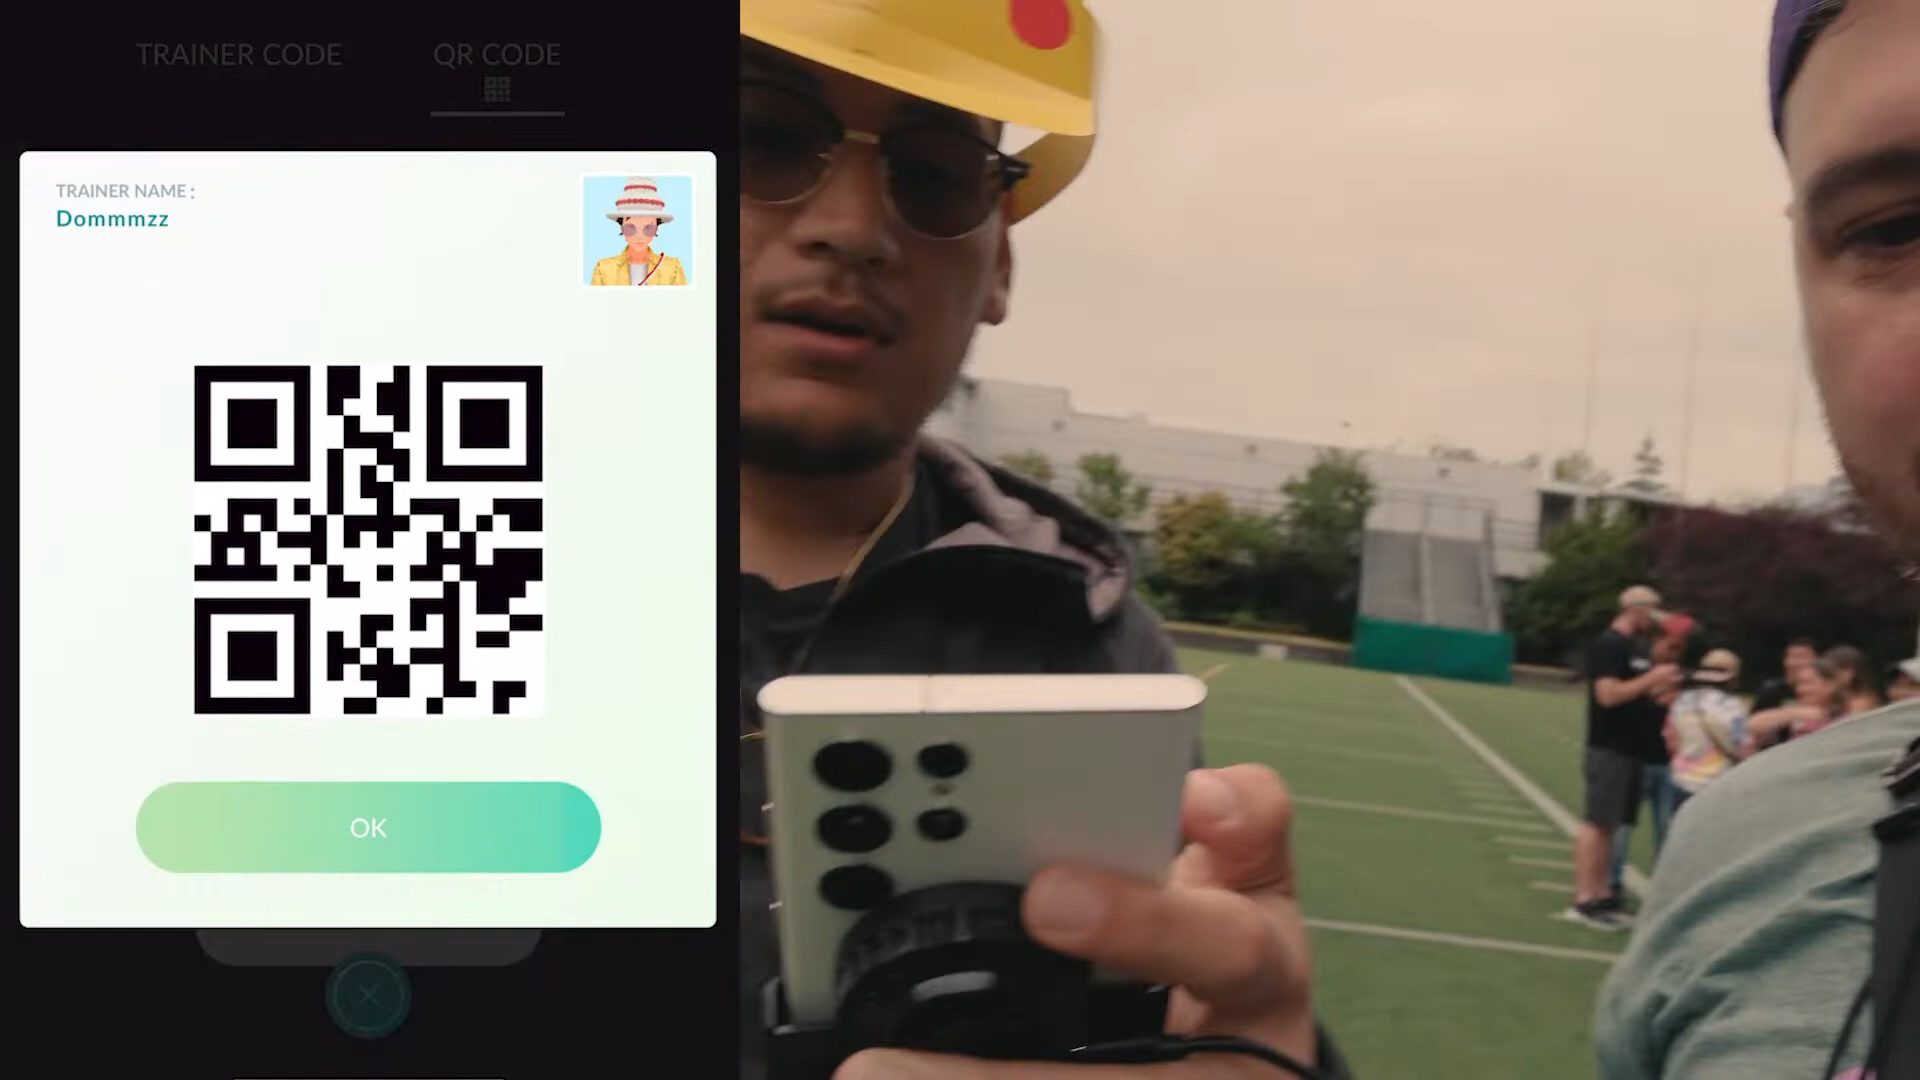 TRAINER CODE
QR CODE
TRAINER NAME :
Dommmzz
OK